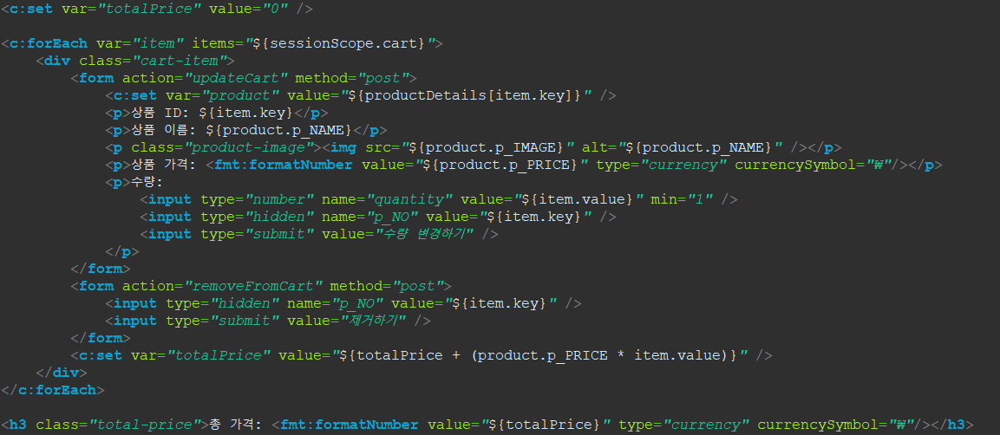 <c:set var="totalPrice" value="0" />
<c:forEach var="item" items="${sessionScope.cart}">
<div class="cart-item">
<form action="updateCart" method="post">
<c:set var="product" value="${productDetails[item.key]}" />
<p>상품 ID: ${item.key}</p>
<p>상품 이름: ${product.p_NAME}</p>
<p class="product-image"><img src="${product.p_IMAGE}" alt="${product.p_NAME}" /></p>
<p>상품 가격: <fmt:formatNumber value="${product.p_PRICE}" type="currency" currencySymbol="₩"/></p>
<p>수량:
<input type="number" name="quantity" value="${item.value}" min="1" />
<input type="hidden" name="p_NO" value="${item.key}" />
<input type="submit" value="수량 변경하기" />
</p>
</form>
<form action="removeFromCart" method="post">
<input type="hidden" name="p_NO" value="${item.key}" />
<input type="submit" value="제거하기" />
</form>
<c:set var="totalPrice" value="${totalPrice + (product.p_PRICE * item.value)}" />
</div>
</c:forEach>
<h3 class="total-price">총 가격: <fmt:formatNumber value="${totalPrice}" type="currency" currencySymbol="₩"/></h3>